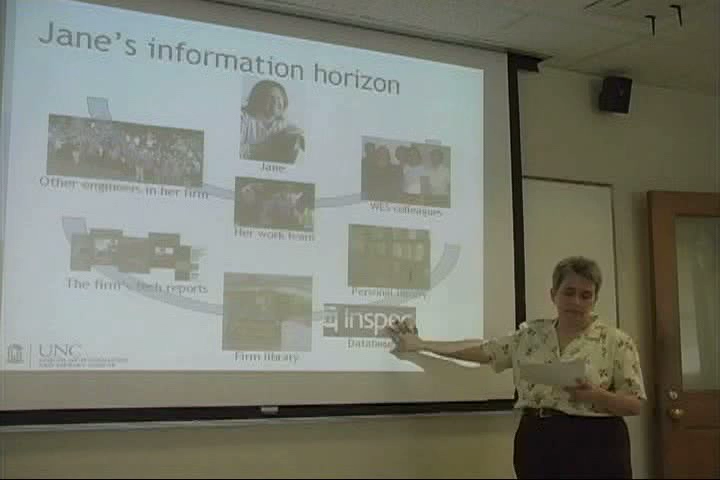 Jane's information horizon
Jane
Other engineers in her firm
WES colleagues
Her work team
The firm's tech reports
Personal library
inspec
Databas
Firm library
UNC